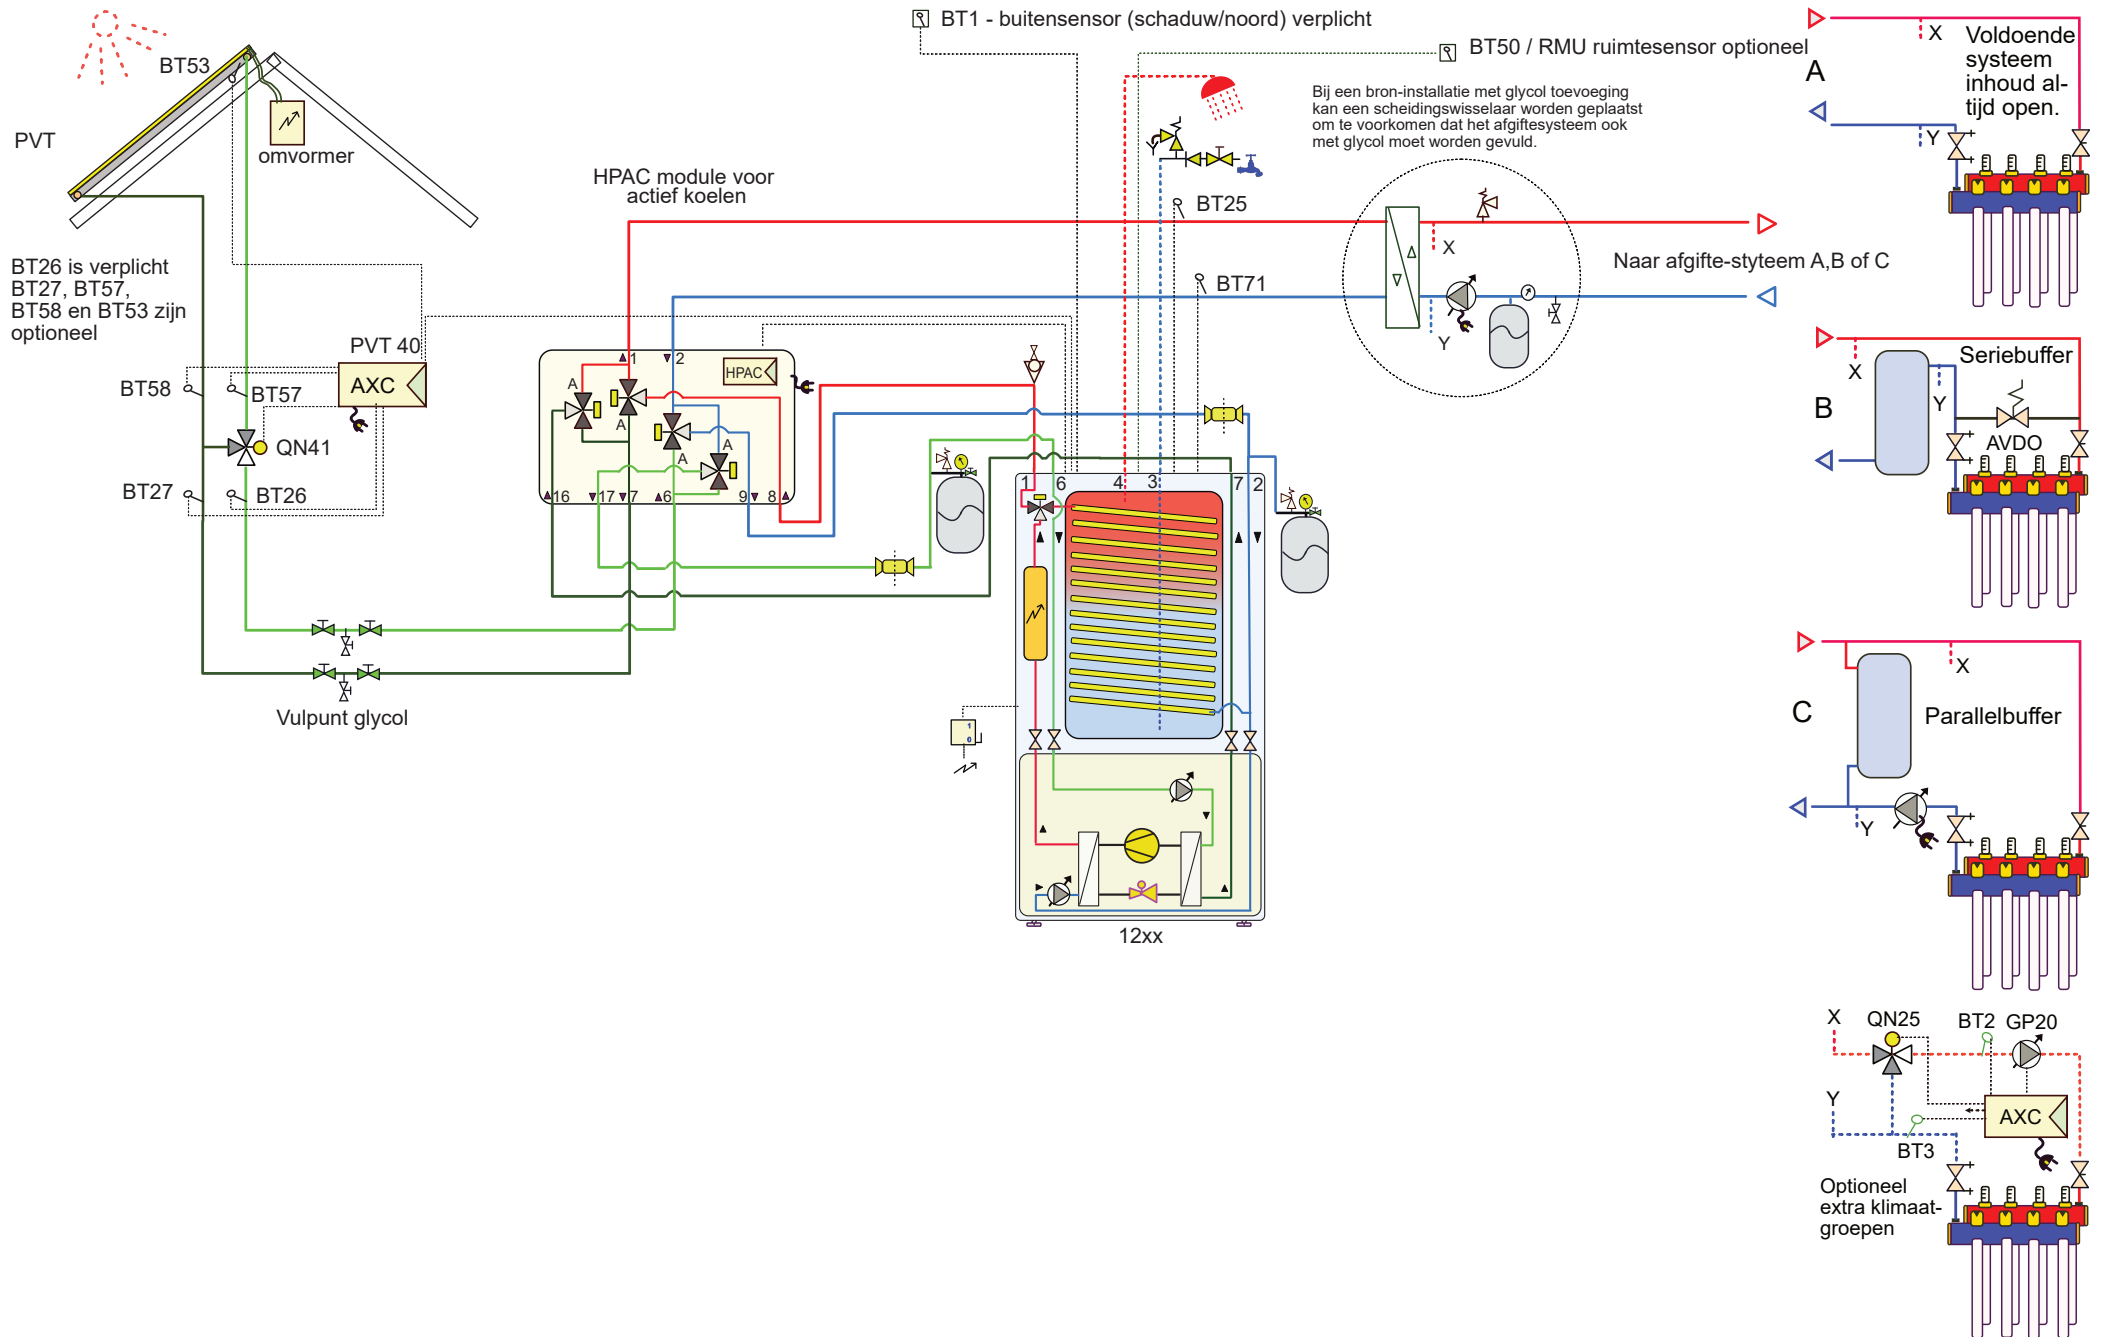 BT1 - buitensensor (schaduw/noord) verplicht
BT50 / RMU ruimtesensor optioneel
BT53
PVT
omvormer
Bij een bron-installatie met glycol toevoeging
kan een scheidingswisselaar worden geplaatst
om te voorkomen dat het afgiftesysteem ook
met glycol moet worden gevuld.
HPAC module voor
actief koelen
BT25
BT71
X
Y
Naar afgifte-styteem A,B of C
BT26 is verplicht
BT27, BT57,
BT58 en BT53 zijn
optioneel
PVT 40
AXC
BT58
BT57
QN41
BT27
BT26
1
2
HPAC
A
A
A
A
16
17
7
6
9
8
1
6
4
3
7
2
Vulpunt glycol
1
0
12xx
A
X
Voldoende
systeem
inhoud al-
tijd open.
Y
B
X
Seriebuffer
Y
AVDO
C
X
Parallelbuffer
Y
X
QN25
BT2
GP20
Y
AXC
BT3
Optioneel
extra klimaat-
groepen